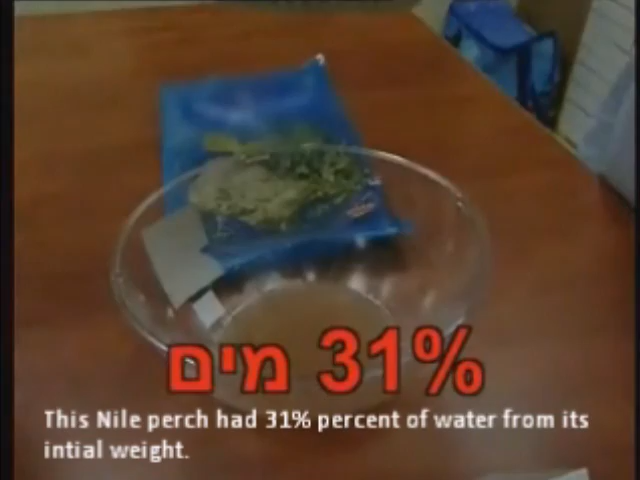 31% מים
This Nile perch had 31% percent of water from its
intial weight.